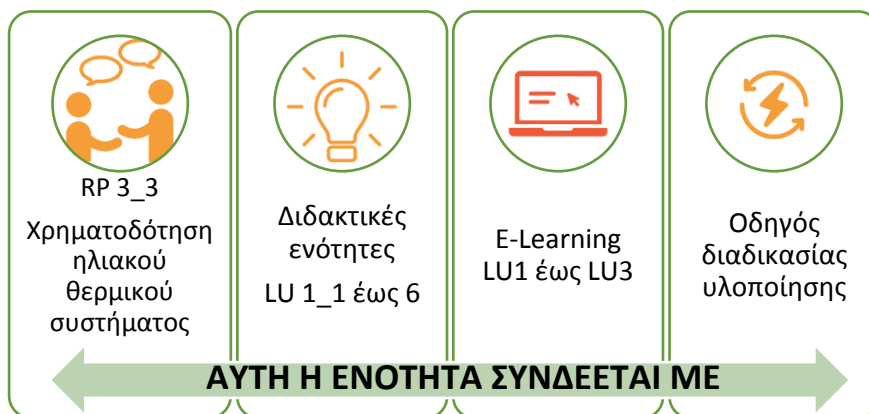 RP 3_3
Χρηματοδότηση
ηλιακού
θερμικού
συστήματος
Διδακτικές
ενότητες
LU 1_1 έως 6
E-Learning
LU1 έως LU3
Οδηγός
διαδικασίας
υλοποίησης
ΑΥΤΗ Η ΕΝΟΤΗΤΑ ΣΥΝΔΕΕΤΑΙ ΜΕ